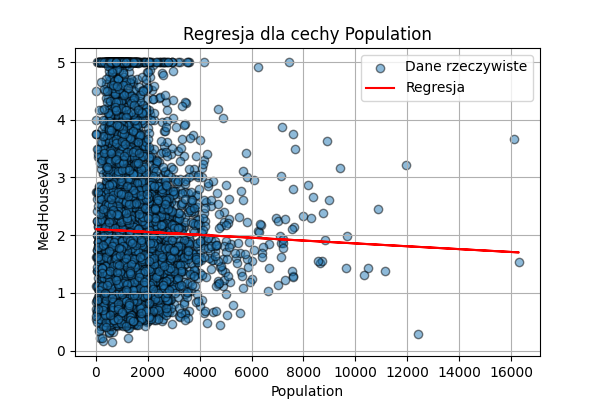 Regresja dla cechy Population
Dane rzeczywiste
Regresja
MedHouseVal
5
4
3
2
1
0
0 2000 4000 6000 8000 10000 12000 14000 16000
Population